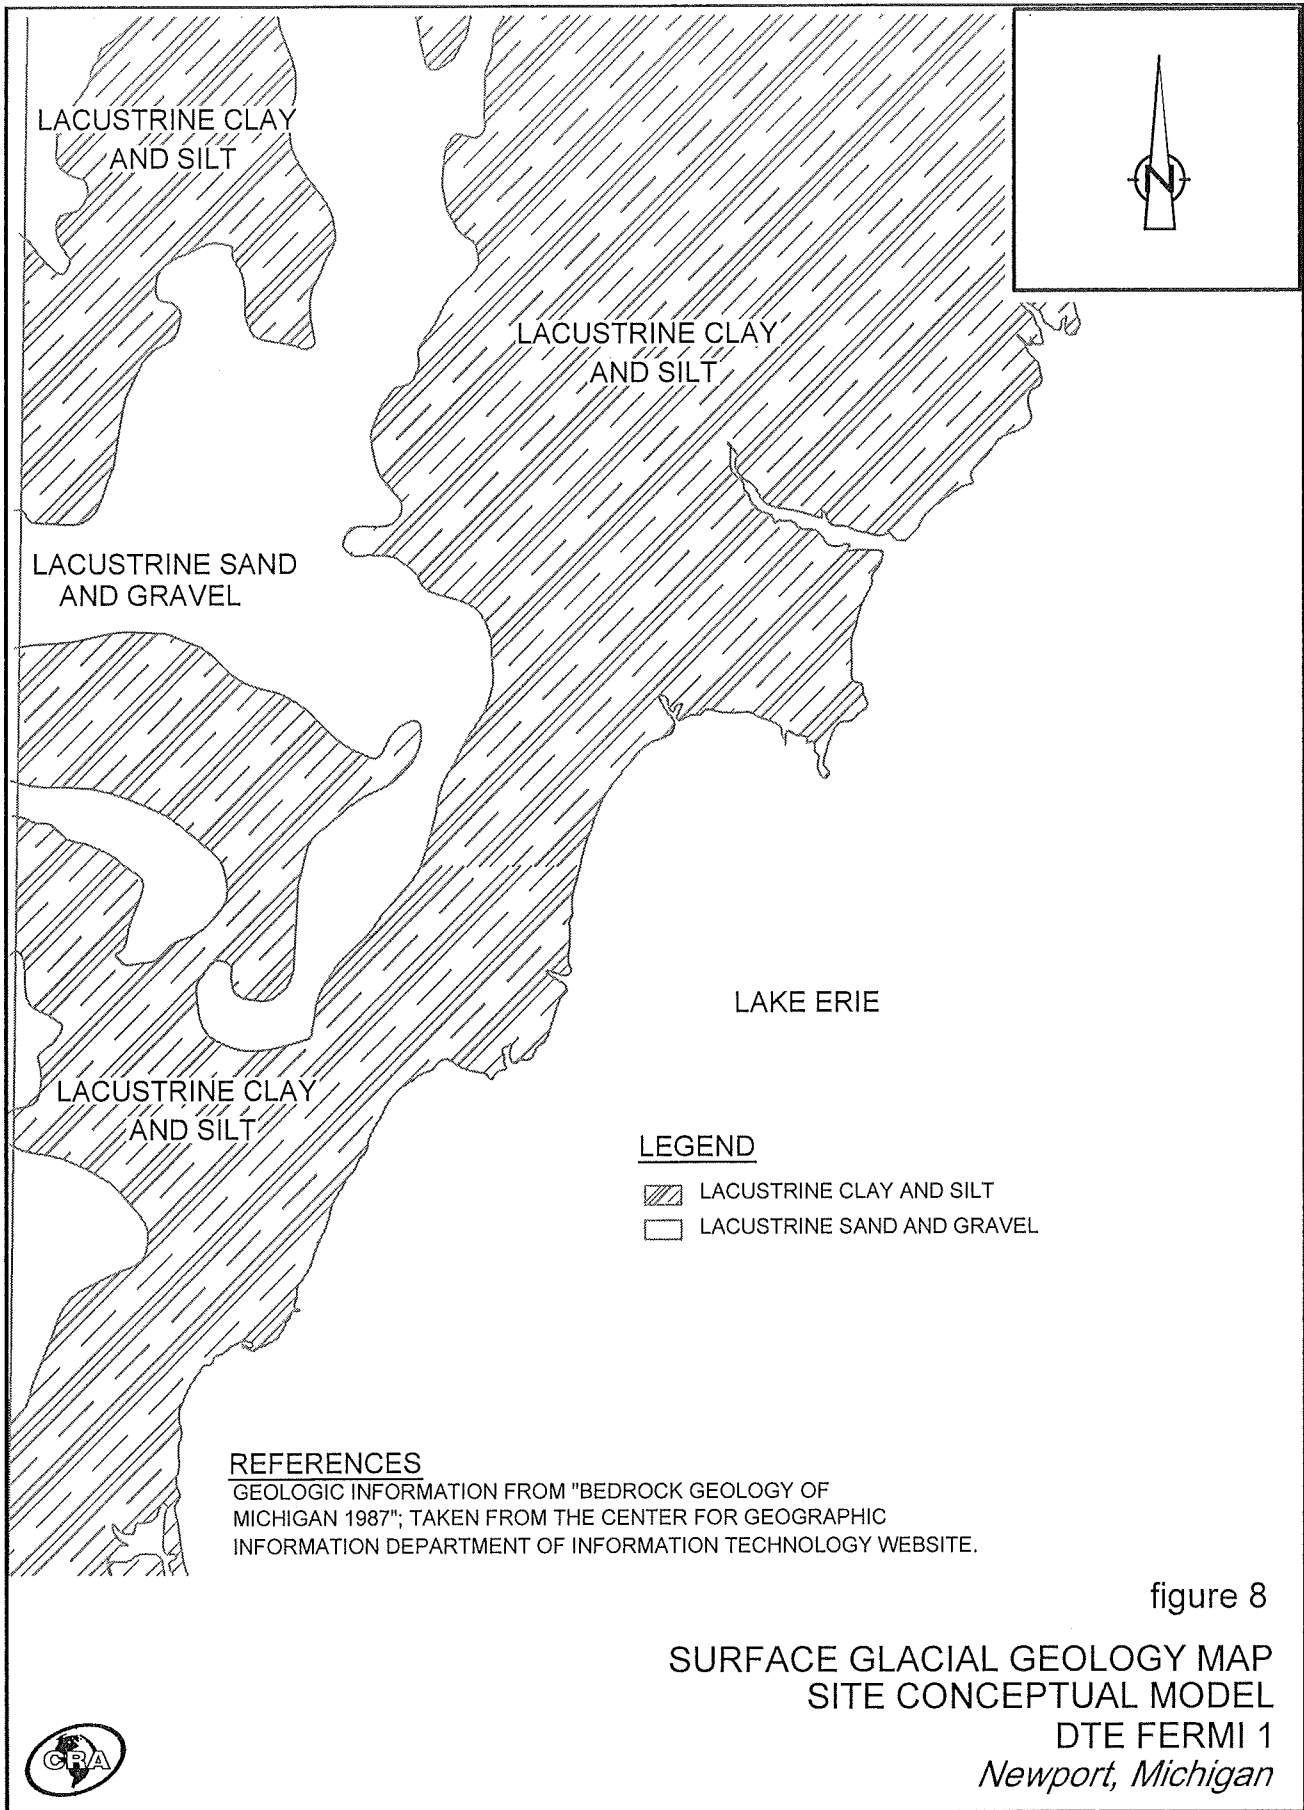 LACUSTRINE CLAY
AND SILT
N
LACUSTRINE CLAY
AND SILT
LACUSTRINE SAND
AND GRAVEL
LAKE ERIE
LACUSTRINE CLAY
AND SILT
LEGEND
LACUSTRINE CLAY AND SILT
LACUSTRINE SAND AND GRAVEL
REFERENCES
GEOLOGIC INFORMATION FROM "BEDROCK GEOLOGY OF
MICHIGAN 1987"; TAKEN FROM THE CENTER FOR GEOGRAPHIC
INFORMATION DEPARTMENT OF INFORMATION TECHNOLOGY WEBSITE.
figure 8
SURFACE GLACIAL GEOLOGY MAP
SITE CONCEPTUAL MODEL
DTE FERMI 1
Newport, Michigan
CRA